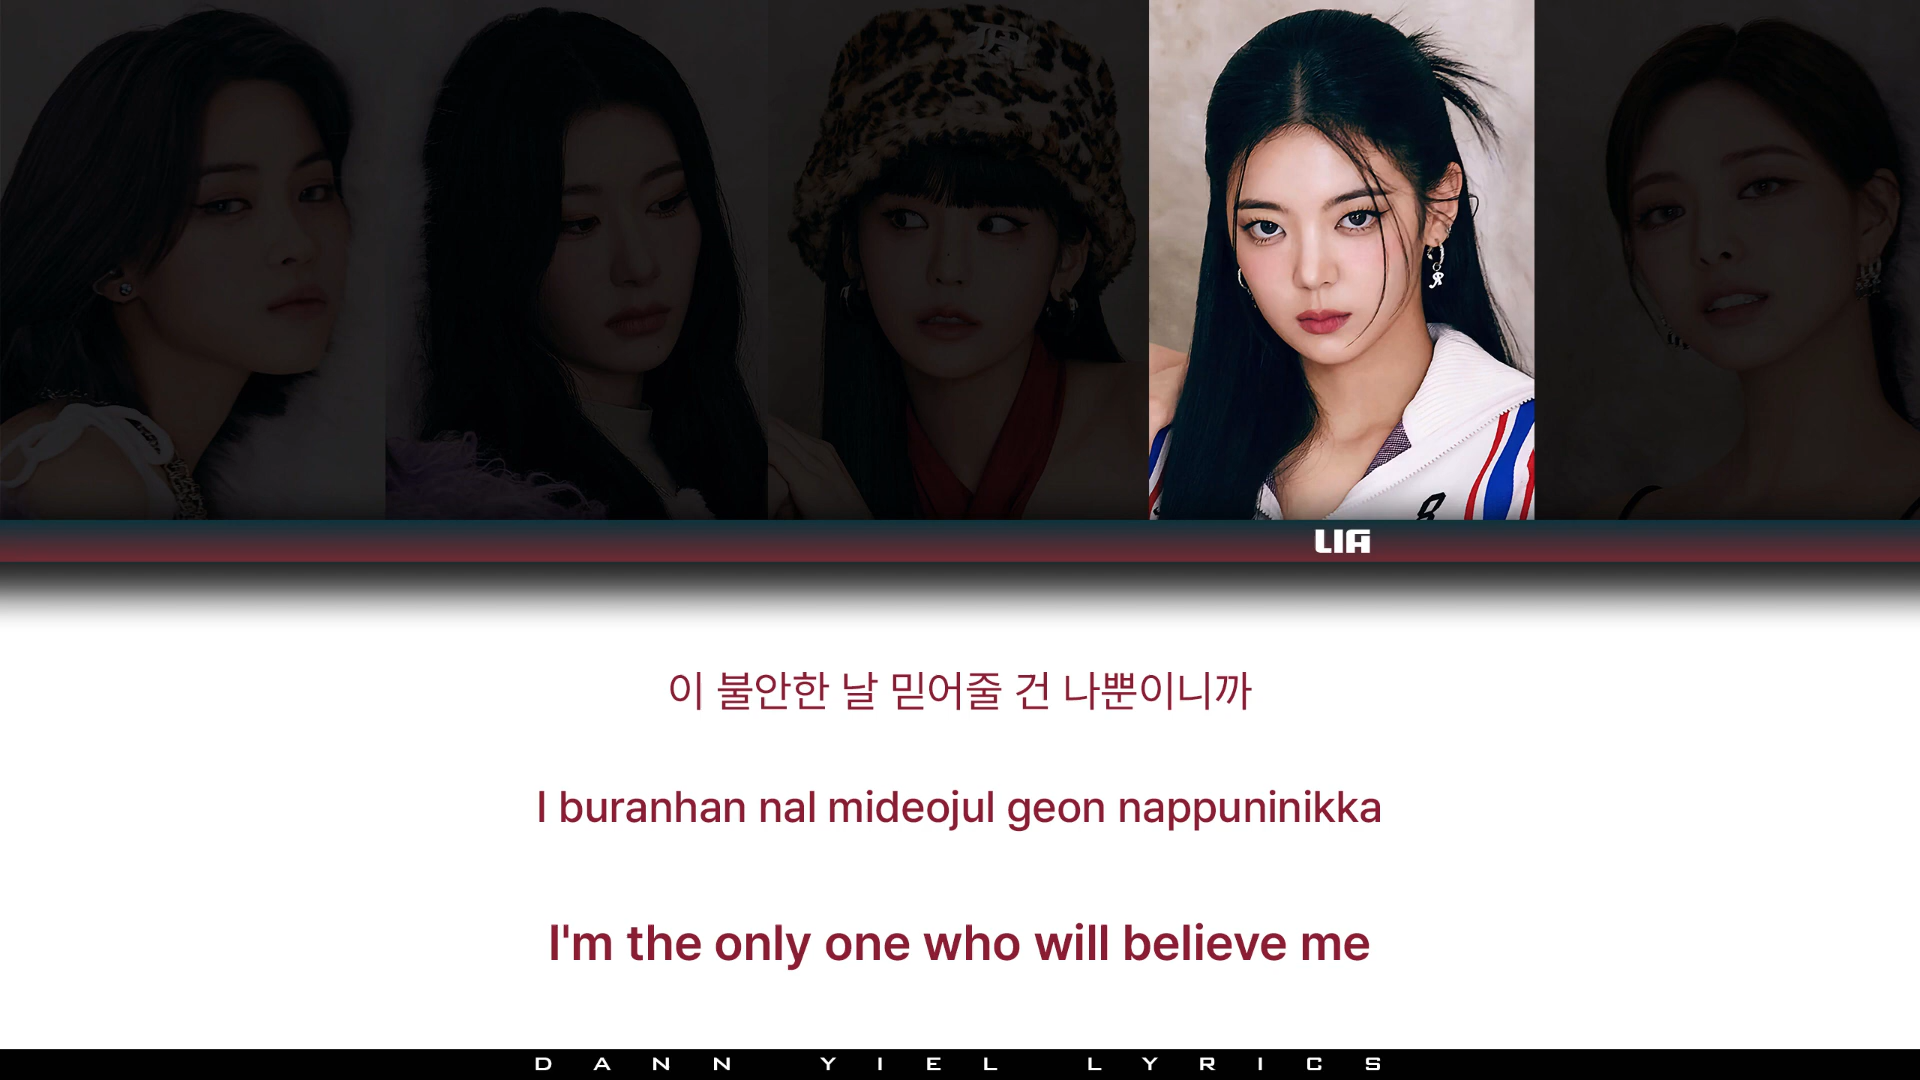 LIA
이 불안한 날 믿어줄 건 나뿐이니까
I buranhan nal mideojul geon nappuninikka
I'm the only one who will believe me
DANN YIEL LYRICS